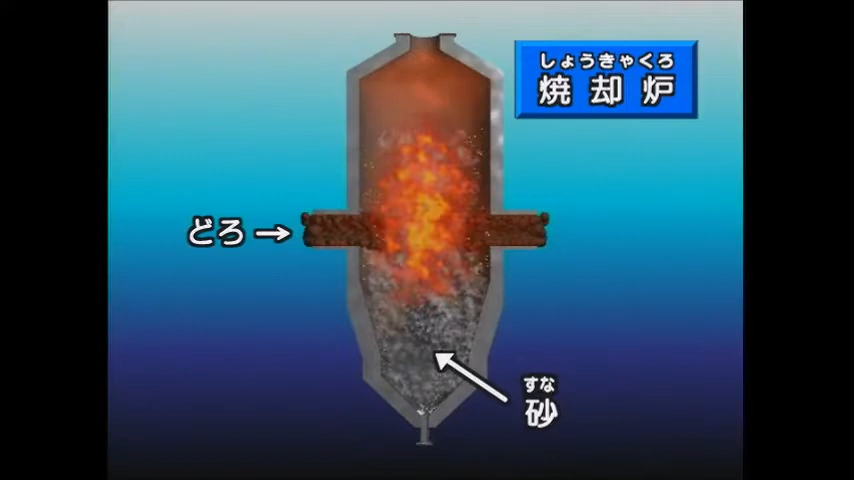 しょうきゃくろ
焼却炉
どろ→
すな
砂